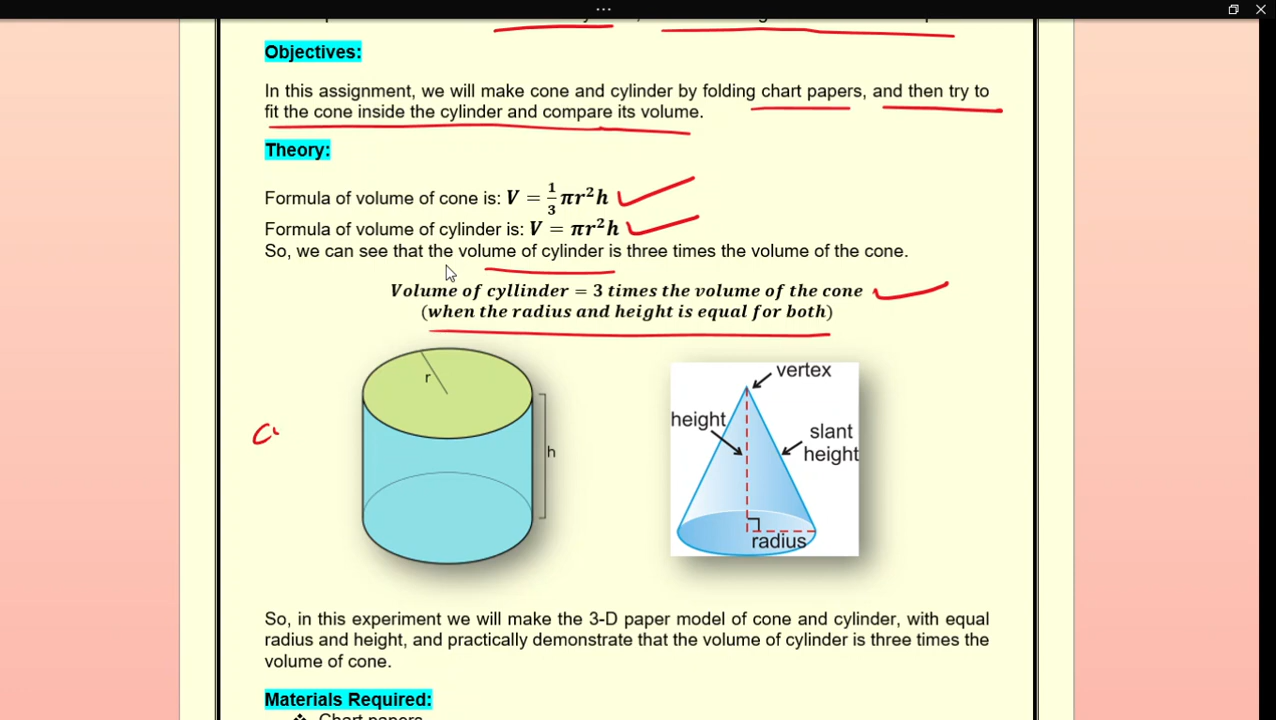 Objectives:
In this assignment, we will make cone and cylinder by folding chart papers, and then try to
fit the cone inside the cylinder and compare its volume.
Theory:
Formula of volume of cone is: V = 1/3 πr²h
Formula of volume of cylinder is: V = πr²h
So, we can see that the volume of cylinder is three times the volume of the cone.
Volume of cyllinder = 3 times the volume of the cone
(when the radius and height is equal for both)
r
h
vertex
height
slant
height
radius
So, in this experiment we will make the 3-D paper model of cone and cylinder, with equal
radius and height, and practically demonstrate that the volume of cylinder is three times the
volume of cone.
Materials Required:
❖ Chart papers